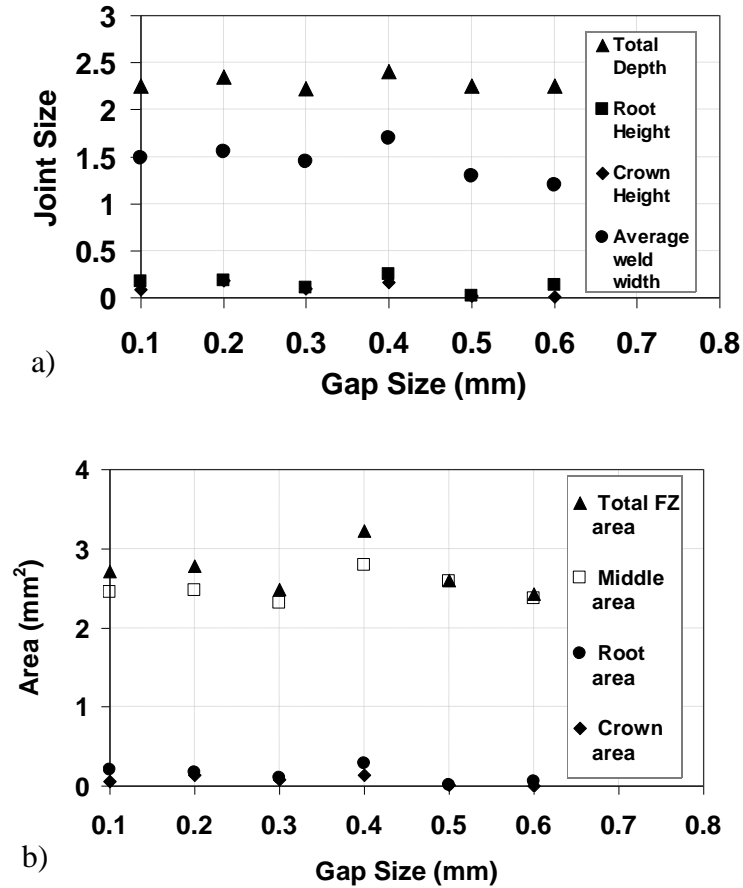 3
2.5
2
1.5
1
0.5
0
Joint Size
0.1 0.2 0.3 0.4 0.5 0.6 0.7 0.8
Gap Size (mm)
Total
Depth
Root
Height
Crown
Height
Average
weld
width
a)
4
3
2
1
0
Area (mm²)
0.1 0.2 0.3 0.4 0.5 0.6 0.7 0.8
Gap Size (mm)
Total FZ
area
Middle
area
Root
area
Crown
area
b)